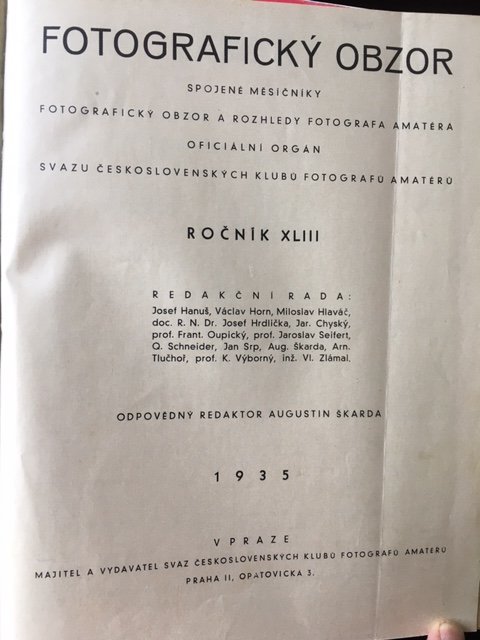 FOTOGRAFICKÝ OBZOR
SPOJENÉ MĚSÍČNÍKY
FOTOGRAFICKÝ OBZOR A ROZHLEDY FOTOGRAFA AMATÉRA
OFICIÁLNÍ ORGÁN
SVAZU ČESKOSLOVENSKÝCH KLUBŮ FOTOGRAFŮ AMATÉRŮ
ROČNÍK XLIII
REDAKČNÍ RADA:
Josef Hanuš, Václav Horn, Miloslav Hlaváč,
doc. R. N. Dr. Josef Hrdlička, Jar. Chyský,
prof. Frant. Oupický, prof. Jaroslav Seifert,
Q. Schneider, Jan Srp, Aug. Škarda, Arn.
Tlučhoř, prof. K. Výborný, inž. Vl. Zlámal.
ODPOVĚDNÝ REDAKTOR AUGUSTIN ŠKARDA
1935
V PRAZE
MAJITEL A VYDAVATEL SVAZ ČESKOSLOVENSKÝCH KLUBŮ FOTOGRAFŮ AMATÉRŮ
PRAHA II, OPATOVICKÁ 3.